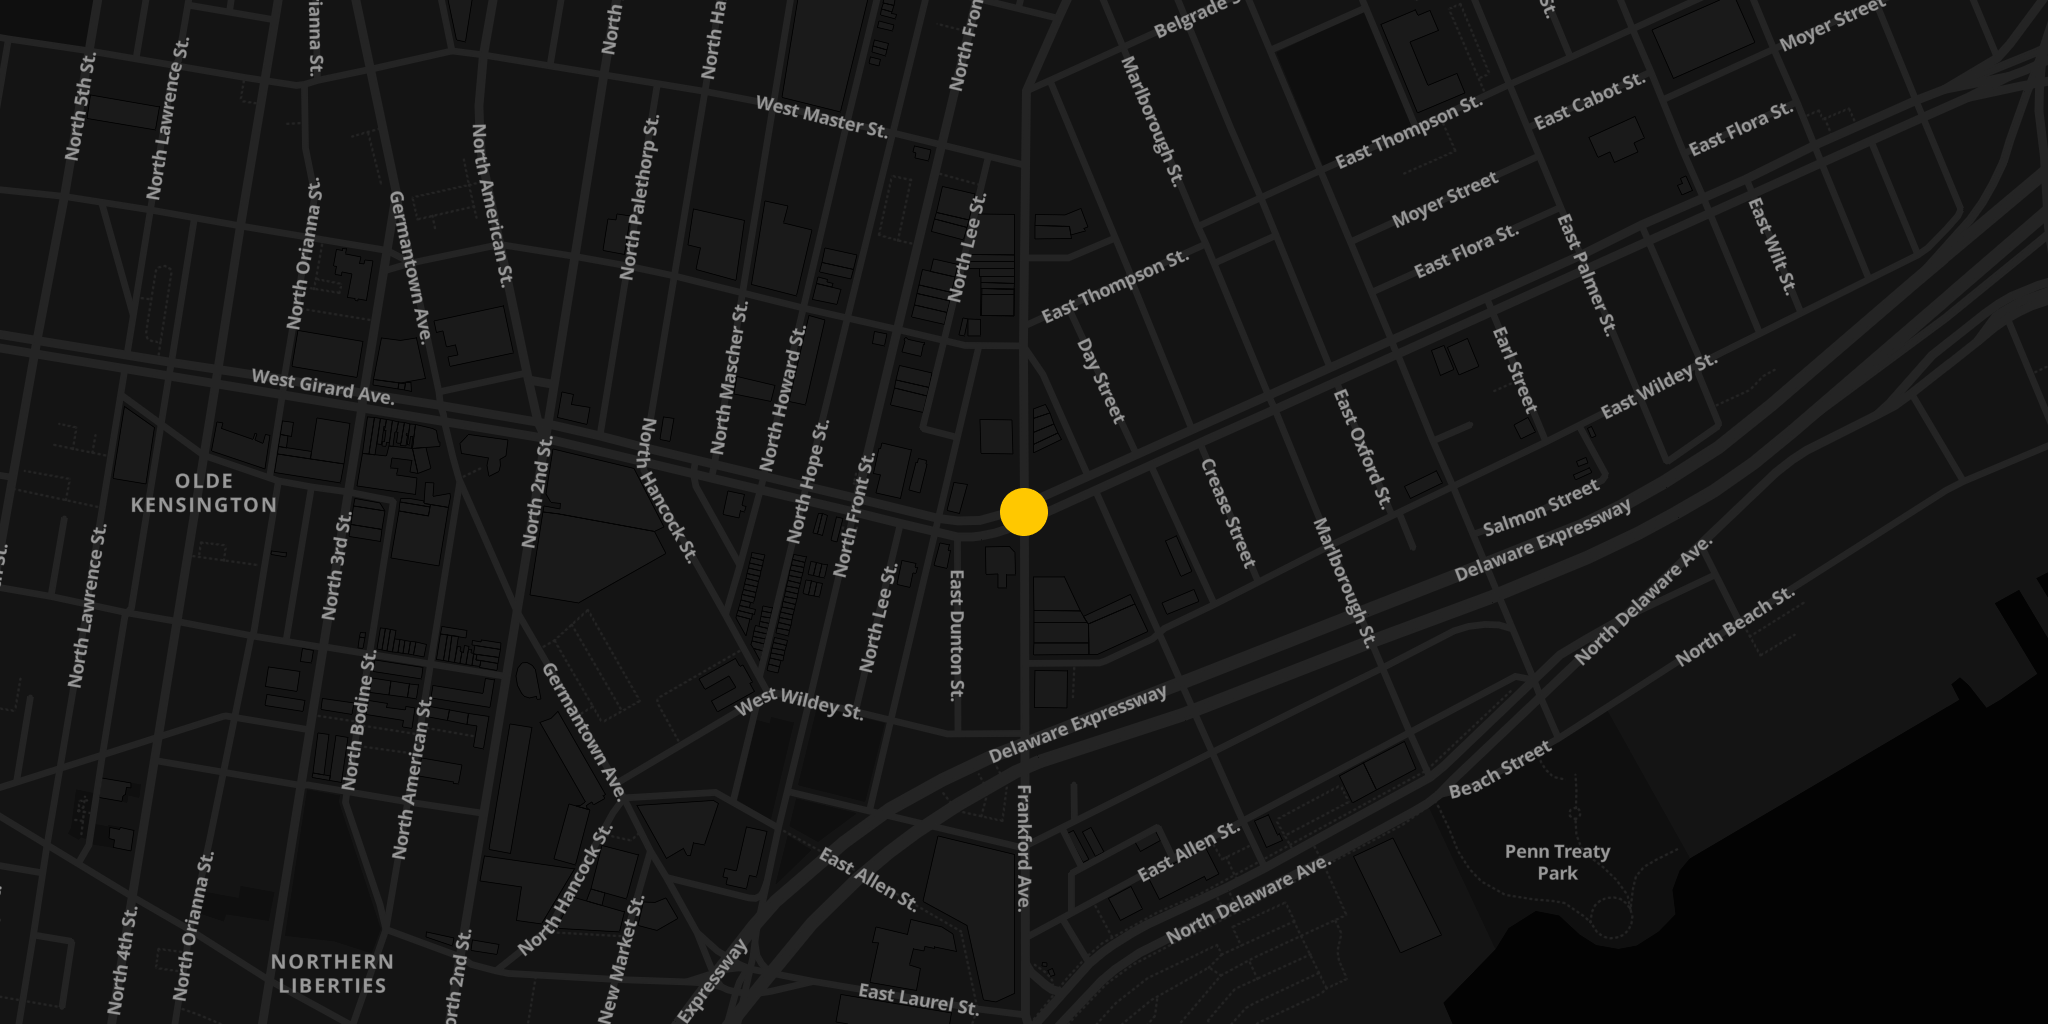 Belgrade S
Moyer Street
North 5th St.
North Lawrence St.
ianna St.
North
North Ha
North Fron
St.
Marlborough St.
East Thompson St.
East Cabot St.
East Flora St.
West Master St.
North Palethorp St.
North American St.
Germantown Ave.
North Orianna St.
North Lee St.
Moyer Street
East Flora St.
East Palmer St.
East Wilt St.
East Thompson St.
Day Street
Earl Street
East Wildey St.
West Girard Ave.
North Mascher St.
North Howard St.
North Hope St.
North Front St.
North Hancock St.
North 2nd St.
East Oxford St.
Crease Street
Marlborough St.
Salmon Street
Delaware Expressway
OLDE
KENSINGTON
North 3rd St.
North Lawrence St.
North Lee St.
East Dunton St.
North Delaware Ave.
North Beach St.
West Wildey St.
Delaware Expressway
North Bodine St.
North American St.
Germantown Ave.
Beach Street
Frankford Ave.
East Allen St.
East Allen St.
Penn Treaty
Park
North Delaware Ave.
North Hancock St.
North Orianna St.
North 4th St.
NORTHERN
LIBERTIES
orth 2nd St.
New Market St.
Expressway
East Laurel St.